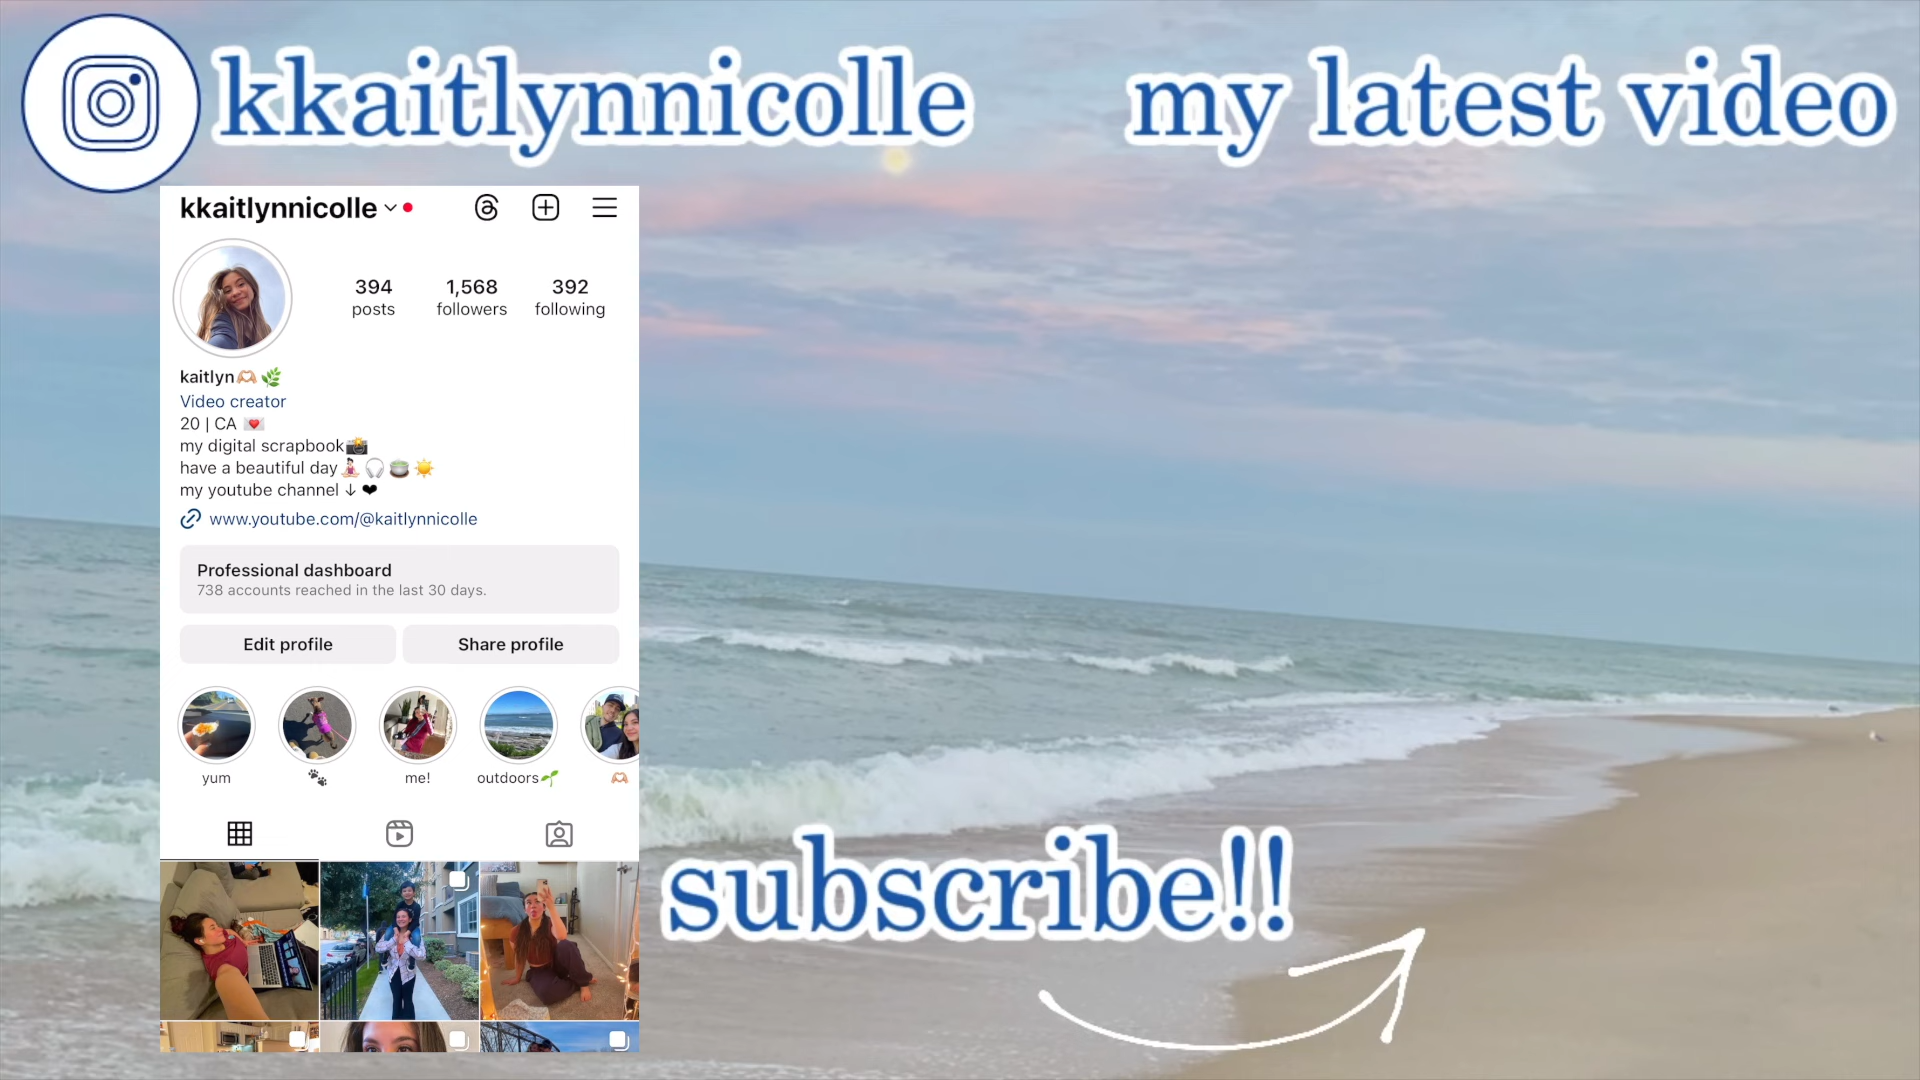 kkaitlynnicolle
my latest video
kkaitlynnicolle
394
posts
1,568
followers
392
following
kaitlyn🫶🏼🌿
Video creator
20 | CA 💌
my digital scrapbook📸
have a beautiful day🧘🏻‍♀️🎧🍵☀️
my youtube channel ↓ ❤
www.youtube.com/@kaitlynnicolle
Professional dashboard
738 accounts reached in the last 30 days.
Edit profile
Share profile
yum
🐾
me!
outdoors🌱
🫶🏼
subscribe!!